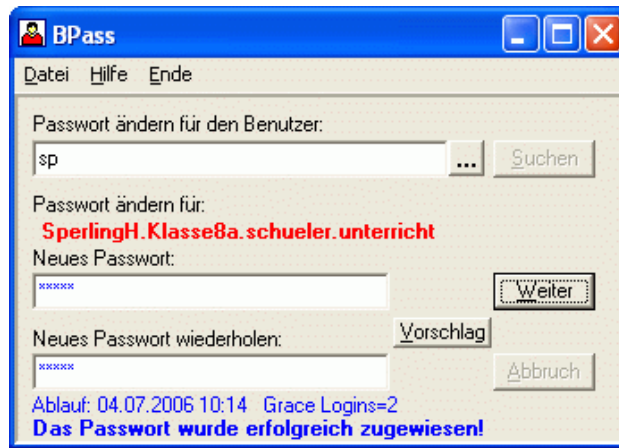 BPass
Datei Hilfe Ende
Passwort ändern für den Benutzer:
sp ... Suchen
Passwort ändern für:
SperlingH.Klasse8a.schueler.unterricht
Neues Passwort:
***** Weiter
Neues Passwort wiederholen: Vorschlag
***** Abbruch
Ablauf: 04.07.2006 10:14 Grace Logins=2
Das Passwort wurde erfolgreich zugewiesen!